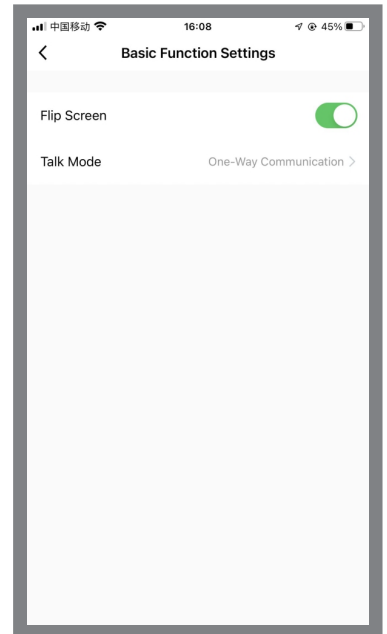 中国移动 16:08 45%
Basic Function Settings
Flip Screen
Talk Mode One-Way Communication